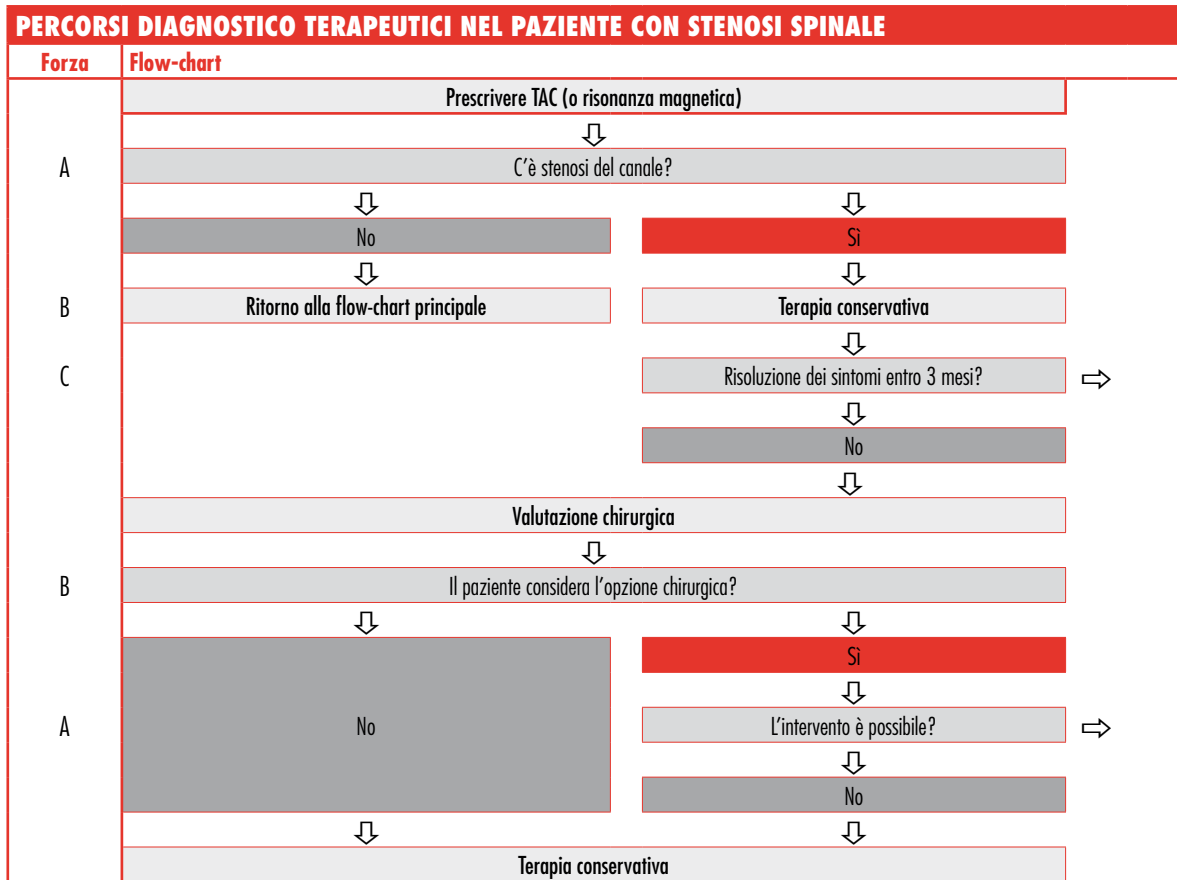 PERCORSI DIAGNOSTICO TERAPEUTICI NEL PAZIENTE CON STENOSI SPINALE
Forza Flow-chart
Prescrivere TAC (o risonanza magnetica)
A C'è stenosi del canale?
No Sì
B Ritorno alla flow-chart principale Terapia conservativa
C Risoluzione dei sintomi entro 3 mesi?
No
Valutazione chirurgica
B Il paziente considera l'opzione chirurgica?
Sì
A No L'intervento è possibile?
No
Terapia conservativa